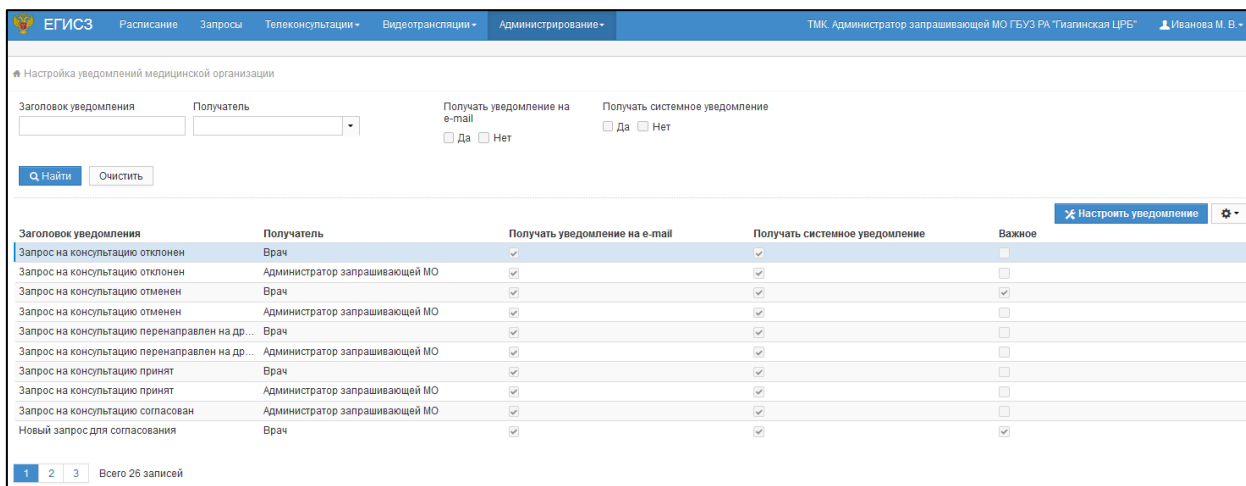 ЕГИСЗ Расписание Запросы Телеконсультации Видеотрансляции Администрирование ТМК. Администратор запрашивающей МО ГБУЗ РА "Гиагинская ЦРБ" Иванова М. В.
Настройка уведомлений медицинской организации
Заголовок уведомления Получатель Получать уведомление на e-mail Получать системное уведомление
Да Нет Да Нет
Найти Очистить
Настроить уведомление
Заголовок уведомления Получатель Получать уведомление на e-mail Получать системное уведомление Важное
Запрос на консультацию отклонен Врач
Запрос на консультацию отклонен Администратор запрашивающей МО
Запрос на консультацию отменен Врач
Запрос на консультацию отменен Администратор запрашивающей МО
Запрос на консультацию перенаправлен на др... Врач
Запрос на консультацию перенаправлен на др... Администратор запрашивающей МО
Запрос на консультацию принят Врач
Запрос на консультацию принят Администратор запрашивающей МО
Запрос на консультацию согласован Администратор запрашивающей МО
Новый запрос для согласования Врач
1 2 3 Всего 26 записей